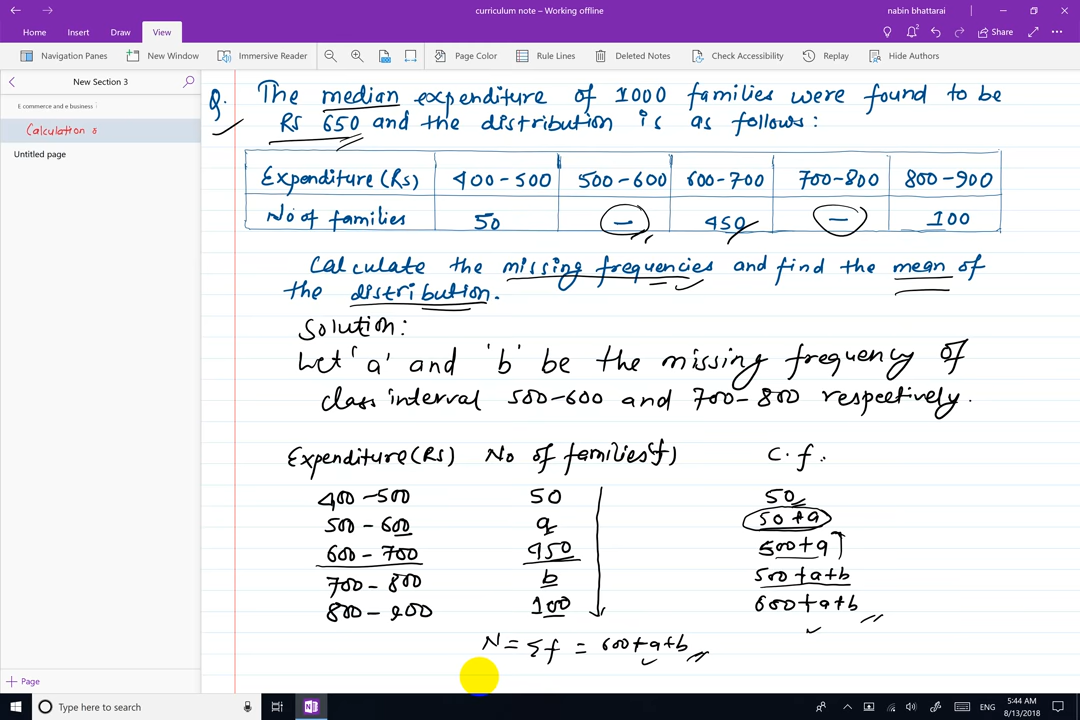 curriculum note – Working offline
nabin bhattarai
Home Insert Draw View
Share
Navigation Panes New Window Immersive Reader Page Color Rule Lines Deleted Notes Check Accessibility Replay Hide Authors
New Section 3
E commerce and e business
Calculation
Untitled page
Page
Q. The median expenditure of 1000 families were found to be
Rs 650 and the distribution is as follows:
Expenditure (Rs) 400-500 500-600 600-700 700-800 800-900
No of families 50 – 450 – 100
Calculate the missing frequencies and find the mean of
the distribution.
Solution:
Let 'a' and 'b' be the missing frequency of
class interval 500-600 and 700-800 respectively.
Expenditure (Rs) No of families (f) C.f.
400-500 50 50
500-600 a 50+a
600-700 450 500+a
700-800 b 500+a+b
800-900 100 600+a+b
N = Σf = 600+a+b
Type here to search
ENG
5:44 AM
8/13/2018